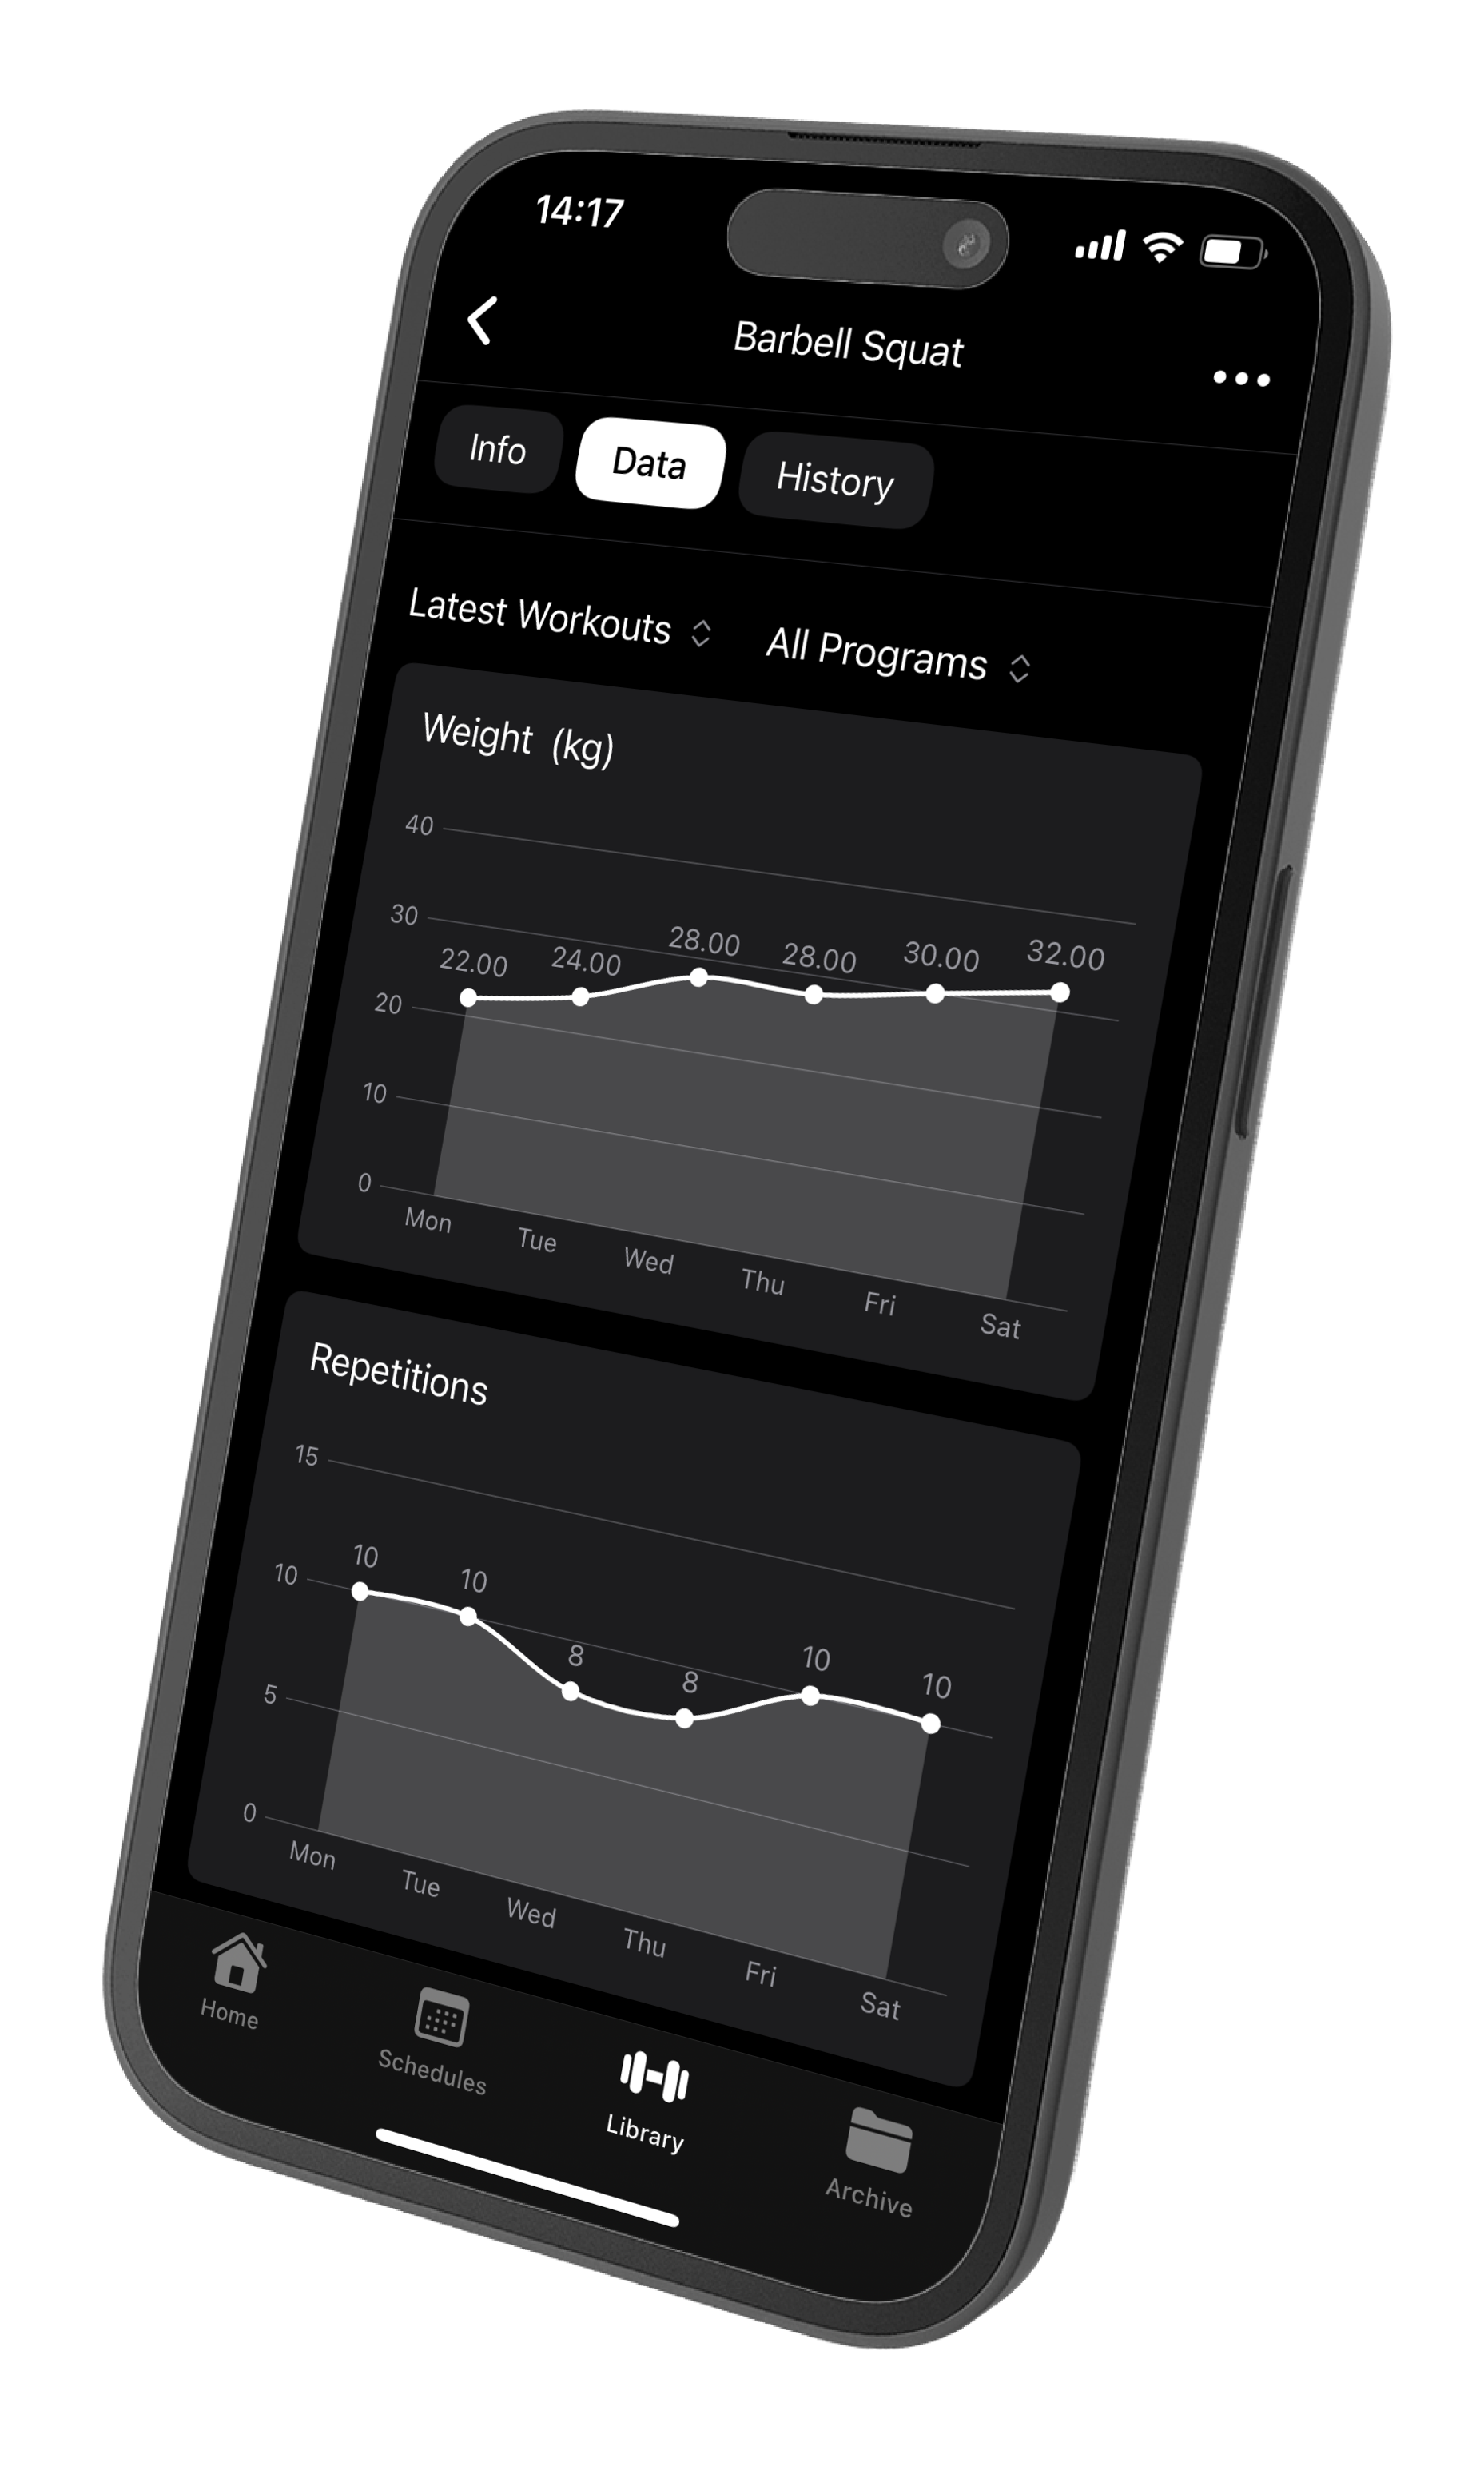 14:17
Barbell Squat
Info Data History
Latest Workouts All Programs
Weight (kg)
40
30
22.00 24.00 28.00 28.00 30.00 32.00
20
10
0
Mon Tue Wed Thu Fri Sat
Repetitions
15
10
10 10 8 8 10 10
5
0
Mon Tue Wed Thu Fri Sat
Home Schedules Library Archive